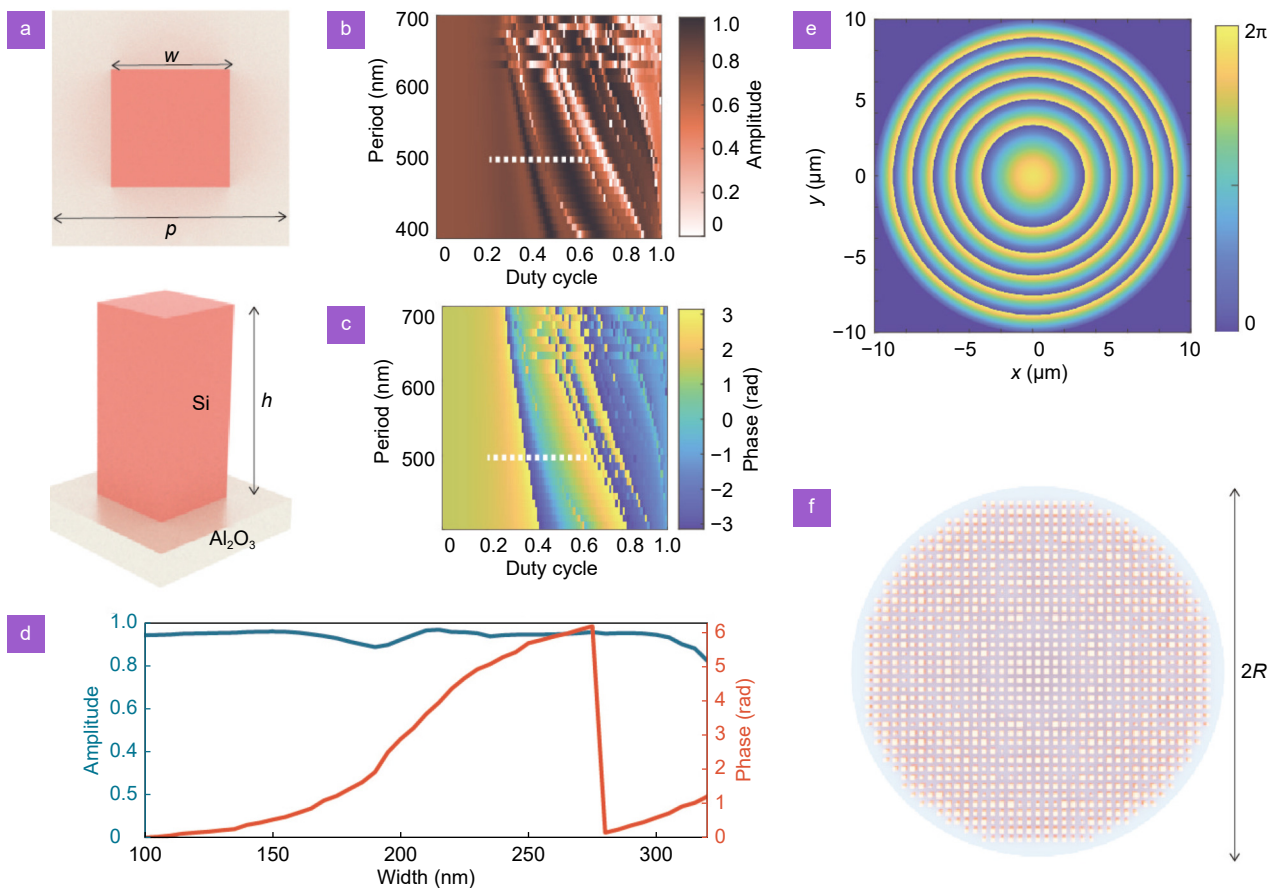 a
w
p
Si
h
Al₂O₃
b
700
600
500
400
Period (nm)
0 0.2 0.4 0.6 0.8 1.0
Duty cycle
1.0
0.8
0.6
0.4
0.2
0
Amplitude
c
700
600
500
Period (nm)
0 0.2 0.4 0.6 0.8 1.0
Duty cycle
3
2
1
0
−1
−2
−3
Phase (rad)
d
1.0
0.8
0.6
0.4
0.5
0
Amplitude
6
5
4
3
2
1
0
Phase (rad)
100 150 200 250 300
Width (nm)
e
10
5
0
−5
−10
y (μm)
−10 −5 0 5 10
x (μm)
2π
0
f
2R